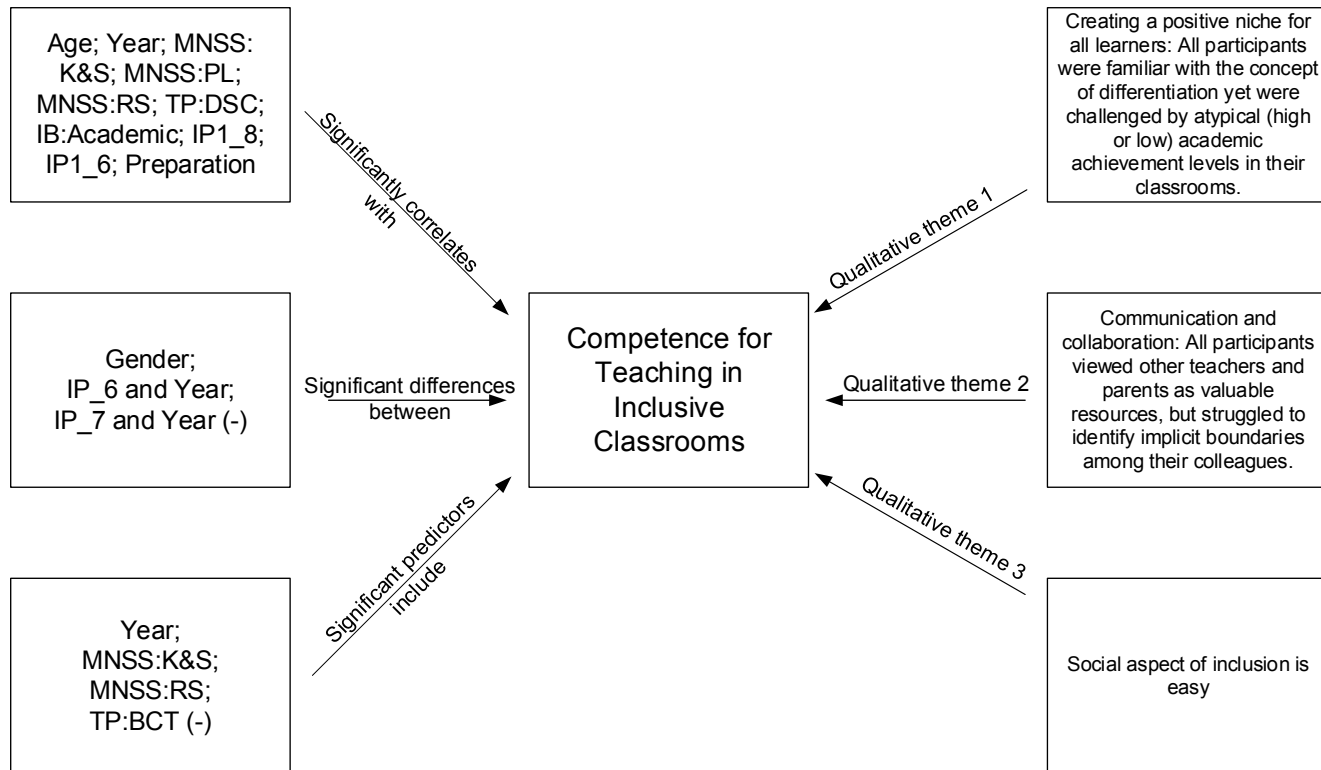 Age; Year; MNSS:
K&S; MNSS:PL;
MNSS:RS; TP:DSC;
IB:Academic; IP1_8;
IP1_6; Preparation
Significantly correlates
with
Creating a positive niche for
all learners: All participants
were familiar with the concept
of differentiation yet were
challenged by atypical (high
or low) academic
achievement levels in their
classrooms.
Qualitative theme 1
Gender;
IP_6 and Year;
IP_7 and Year (-)
Significant differences
between
Competence for
Teaching in
Inclusive
Classrooms
Qualitative theme 2
Communication and
collaboration: All participants
viewed other teachers and
parents as valuable
resources, but struggled to
identify implicit boundaries
among their colleagues.
Year;
MNSS:K&S;
MNSS:RS;
TP:BCT (-)
Significant predictors
include
Qualitative theme 3
Social aspect of inclusion is
easy